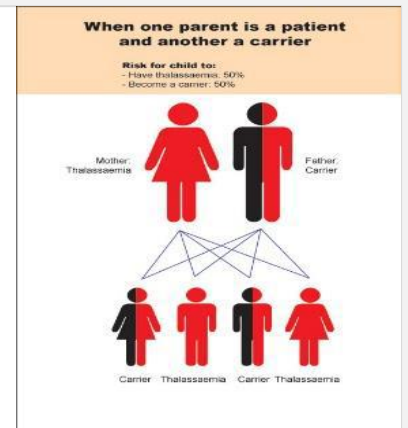 When one parent is a patient
and another a carrier
Risk for child to:
- Have thalassaemia: 50%
- Become a carrier: 50%
Mother:
Thalassaemia
Father:
Carrier
Carrier Thalassaemia Carrier Thalassaemia